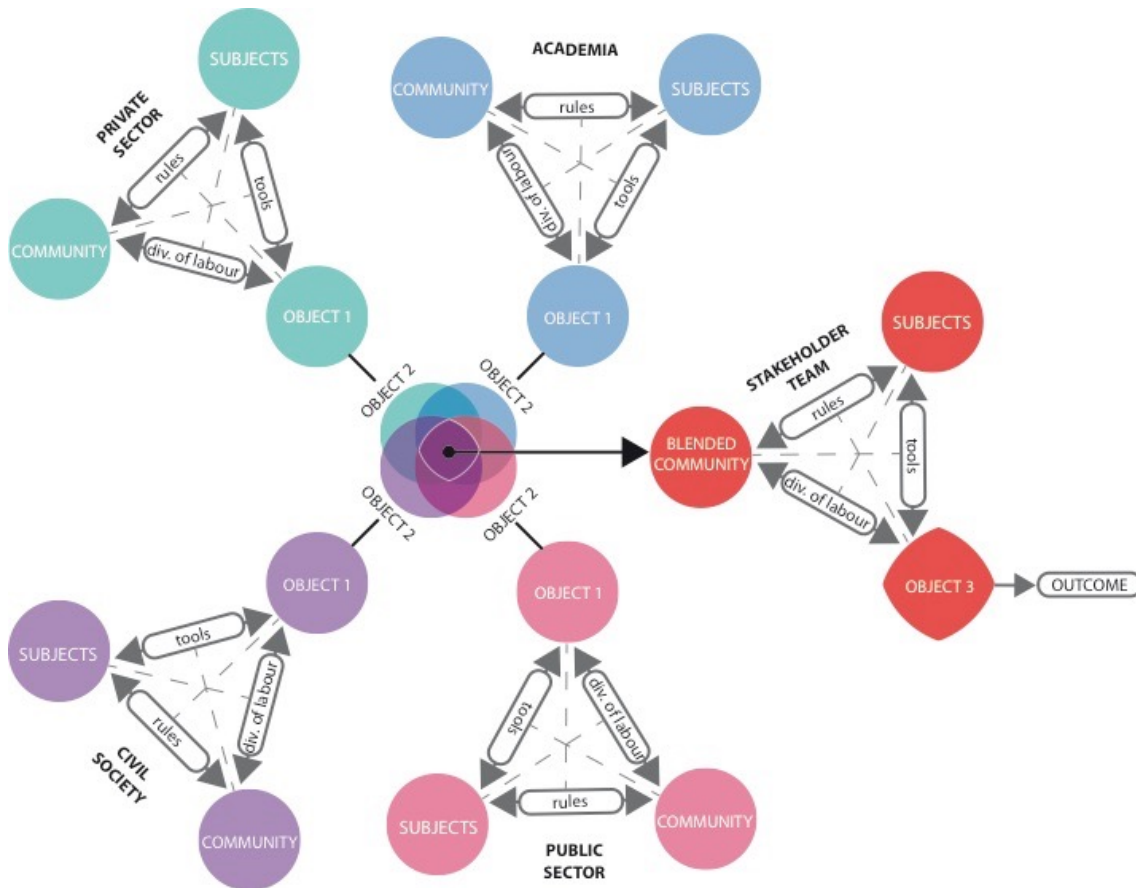 SUBJECTS
PRIVATE
SECTOR
rules
tools
COMMUNITY
div. of labour
OBJECT 1
OBJECT 2
ACADEMIA
COMMUNITY
SUBJECTS
rules
div. of labour
tools
OBJECT 1
OBJECT 2
STAKEHOLDER
TEAM
SUBJECTS
rules
tools
BLENDED
COMMUNITY
div. of labour
OBJECT 3
OUTCOME
OBJECT 2
OBJECT 1
SUBJECTS
tools
div. of labour
rules
CIVIL
SOCIETY
COMMUNITY
OBJECT 2
OBJECT 1
tools
div. of labour
SUBJECTS
rules
COMMUNITY
PUBLIC
SECTOR